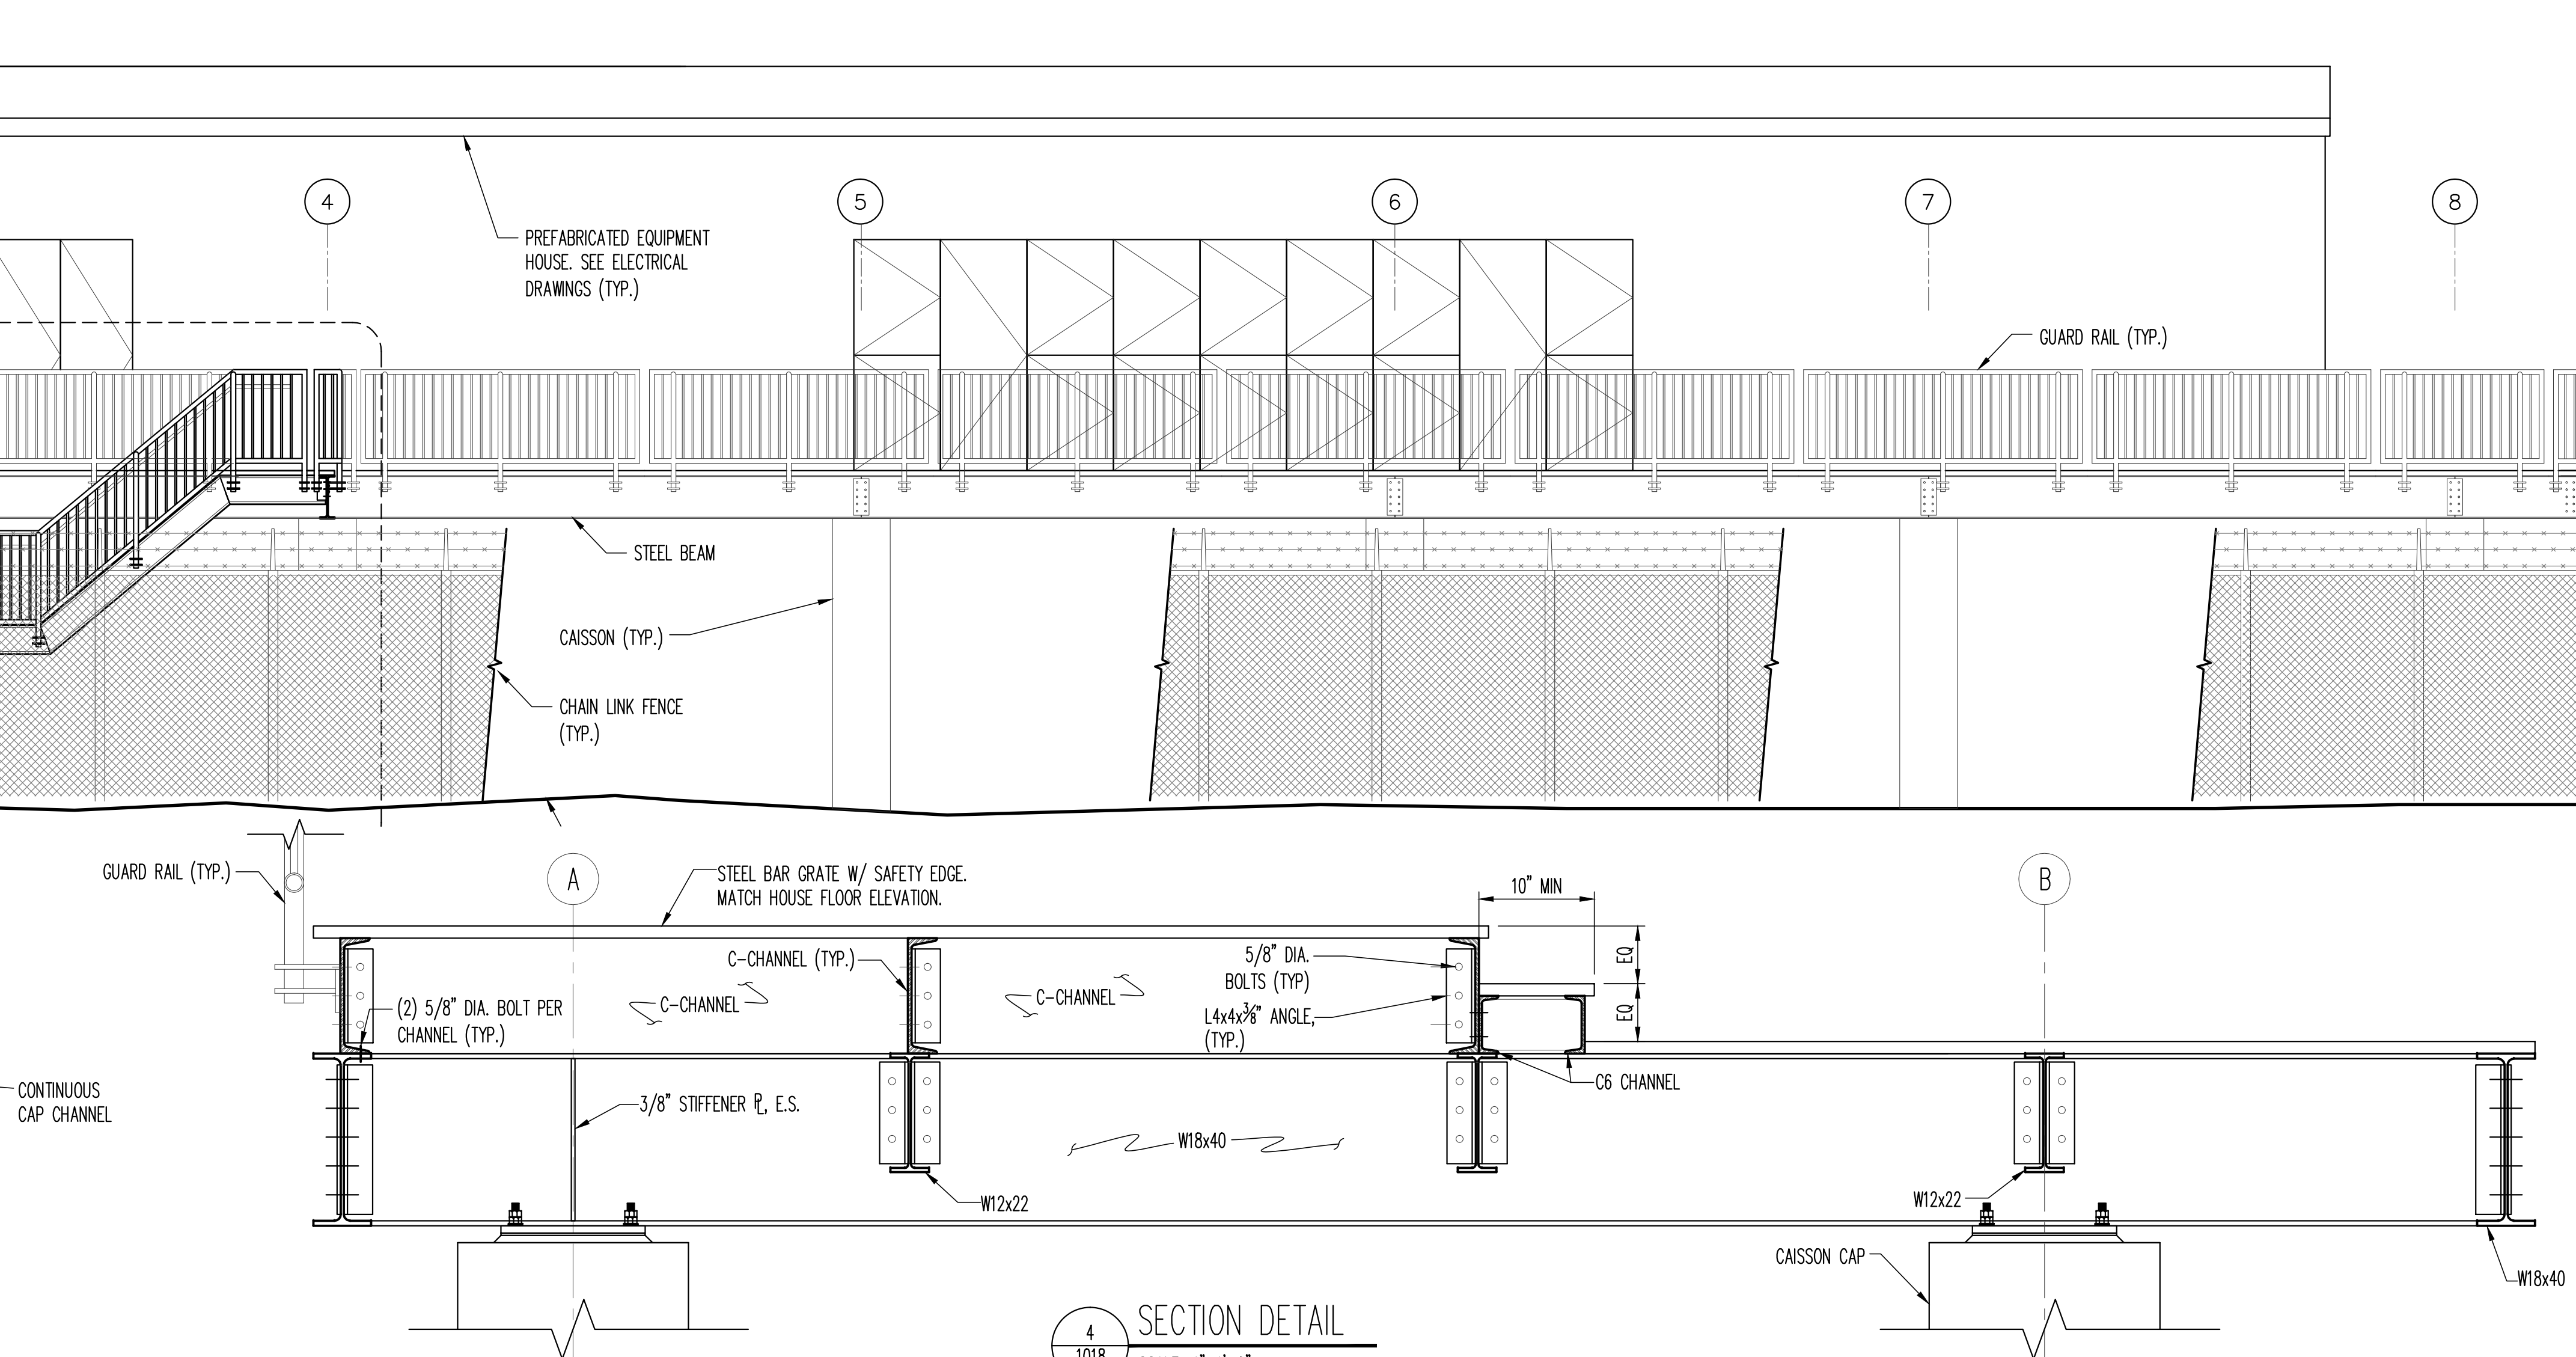 4
5
6
7
8
PREFABRICATED EQUIPMENT
HOUSE. SEE ELECTRICAL
DRAWINGS (TYP.)
GUARD RAIL (TYP.)
STEEL BEAM
CAISSON (TYP.)
CHAIN LINK FENCE
(TYP.)
GUARD RAIL (TYP.)
A
STEEL BAR GRATE W/ SAFETY EDGE.
MATCH HOUSE FLOOR ELEVATION.
10" MIN
B
C-CHANNEL (TYP.)
5/8" DIA.
BOLTS (TYP)
EQ
(2) 5/8" DIA. BOLT PER
CHANNEL (TYP.)
C-CHANNEL
C-CHANNEL
L4x4x3/8" ANGLE,
(TYP.)
EQ
C6 CHANNEL
CONTINUOUS
CAP CHANNEL
3/8" STIFFENER PL, E.S.
W18x40
W12x22
W12x22
CAISSON CAP
W18x40
4
1018
SECTION DETAIL